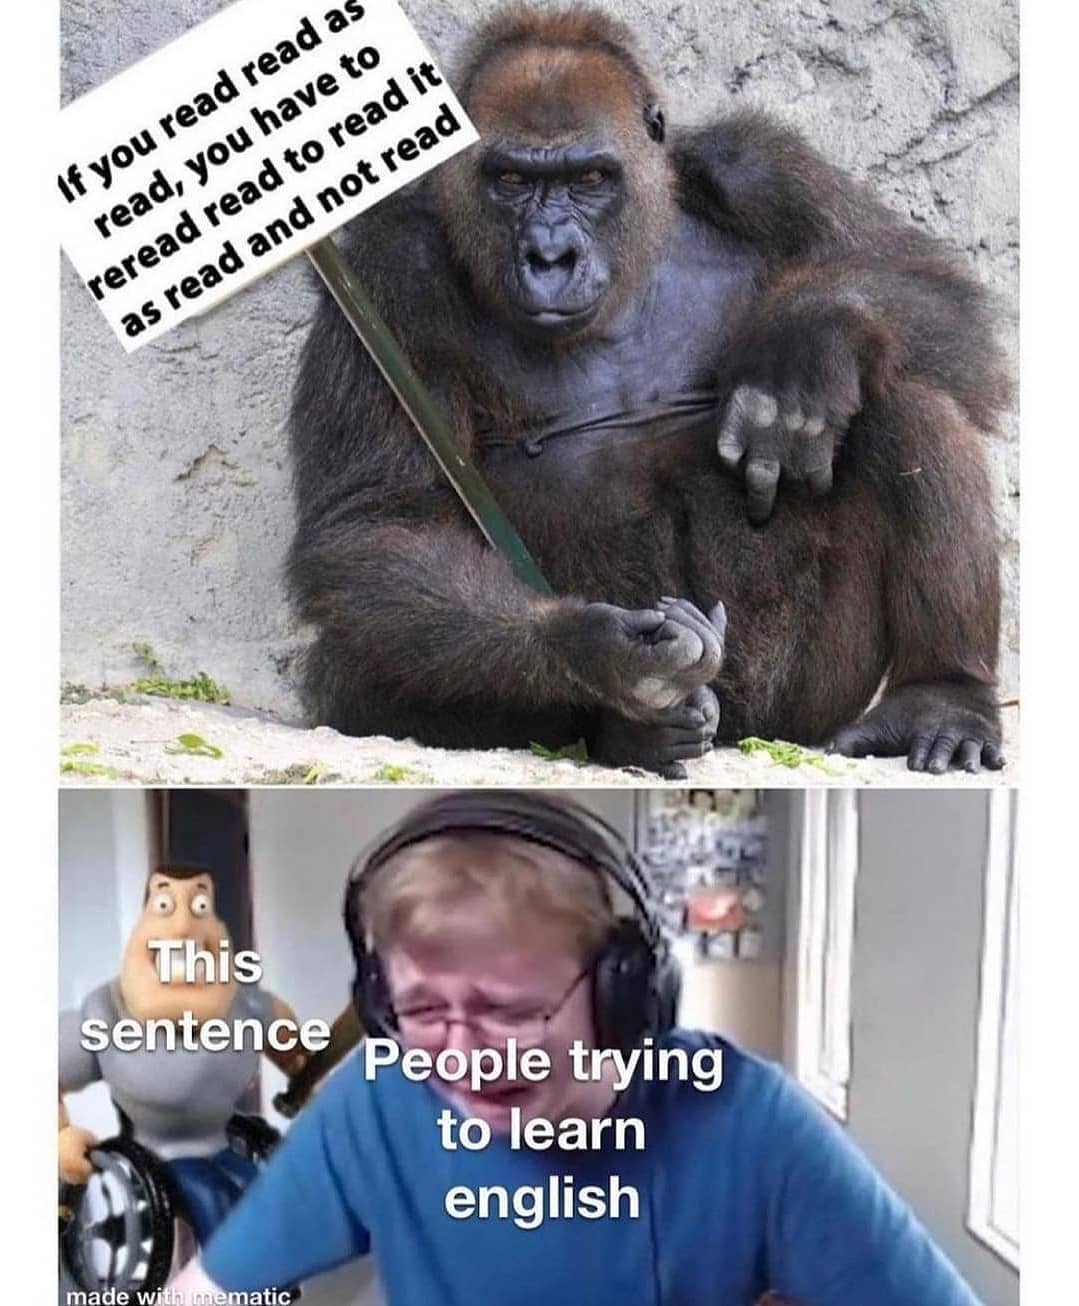 If you read read as
read, you have to
reread read to read it
as read and not read
This
sentence
People trying
to learn
english
made with mematic